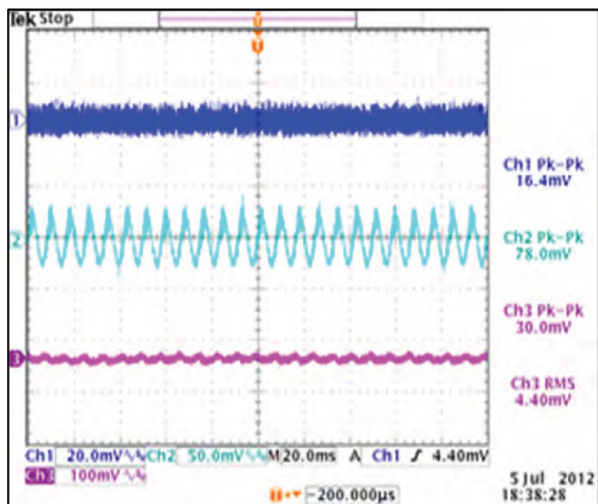 Tek Stop
T
T
1
Ch1 Pk-Pk
16.4mV
2
Ch2 Pk-Pk
78.0mV
Ch3 Pk-Pk
30.0mV
3
Ch3 RMS
4.40mV
Ch1 20.0mV Ch2 50.0mV M 20.0ms A Ch1 4.40mV
Ch3 100mV
5 Jul 2012
-200.000µs
18:38:28